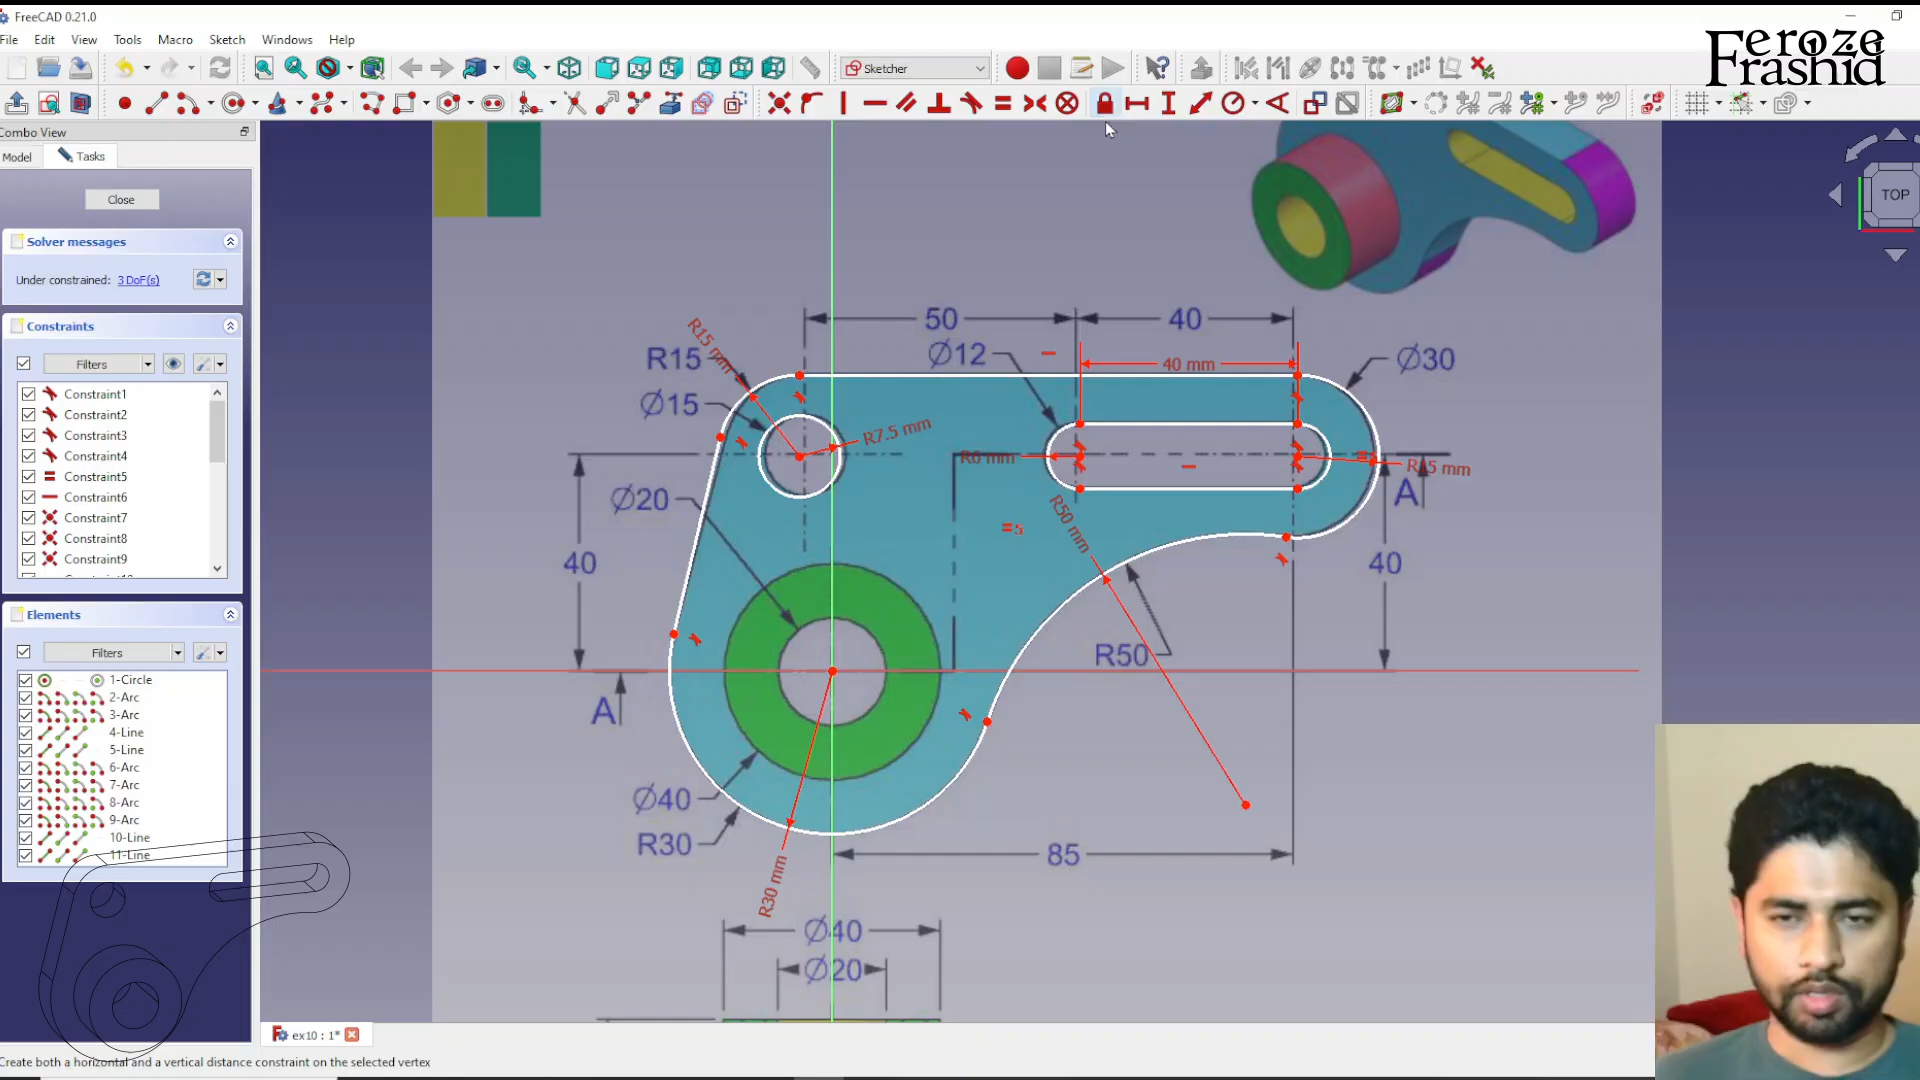 FreeCAD 0.21.0
File Edit View Tools Macro Sketch Windows Help
Feroze
Frashid
Sketcher
Combo View
Model Tasks
TOP
Close
Solver messages
Under constrained: 3 DoF(s)
Constraints
Filters
Constraint1
Constraint2
Constraint3
Constraint4
Constraint5
Constraint6
Constraint7
Constraint8
Constraint9
Elements
Filters
1-Circle
2-Arc
3-Arc
4-Line
5-Line
6-Arc
7-Arc
8-Arc
9-Arc
10-Line
11-Line
50 40
R15 mm
R15 Ø12 40 mm Ø30
Ø15 R7.5 mm
R6 mm
A
Ø20 R50 mm
=5
40 40
R50
A
Ø40
R30
R30 mm
85
Ø40
Ø20
ex10 : 1*
Create both a horizontal and a vertical distance constraint on the selected vertex